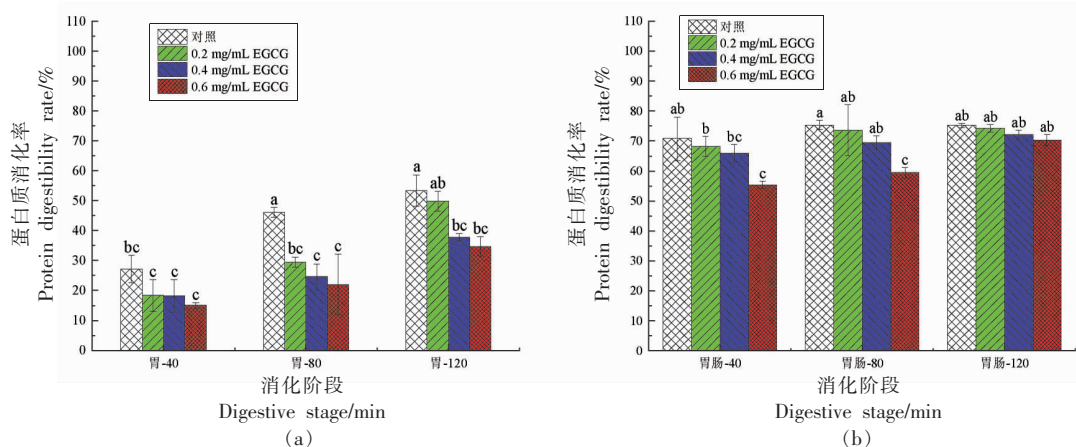 蛋白质消化率
Protein digestibility rate/%
110
100
90
80
70
60
50
40
30
20
10
0
对照
0.2 mg/mL EGCG
0.4 mg/mL EGCG
0.6 mg/mL EGCG
bc c c c
a bc c c
a ab bc bc
胃-40 胃-80 胃-120
消化阶段
Digestive stage/min
(a)
蛋白质消化率
Protein digestibility rate/%
110
100
90
80
70
60
50
40
30
20
10
0
对照
0.2 mg/mL EGCG
0.4 mg/mL EGCG
0.6 mg/mL EGCG
ab b bc c
ab ab ab c
ab ab ab ab
胃肠-40 胃肠-80 胃肠-120
消化阶段
Digestive stage/min
(b)